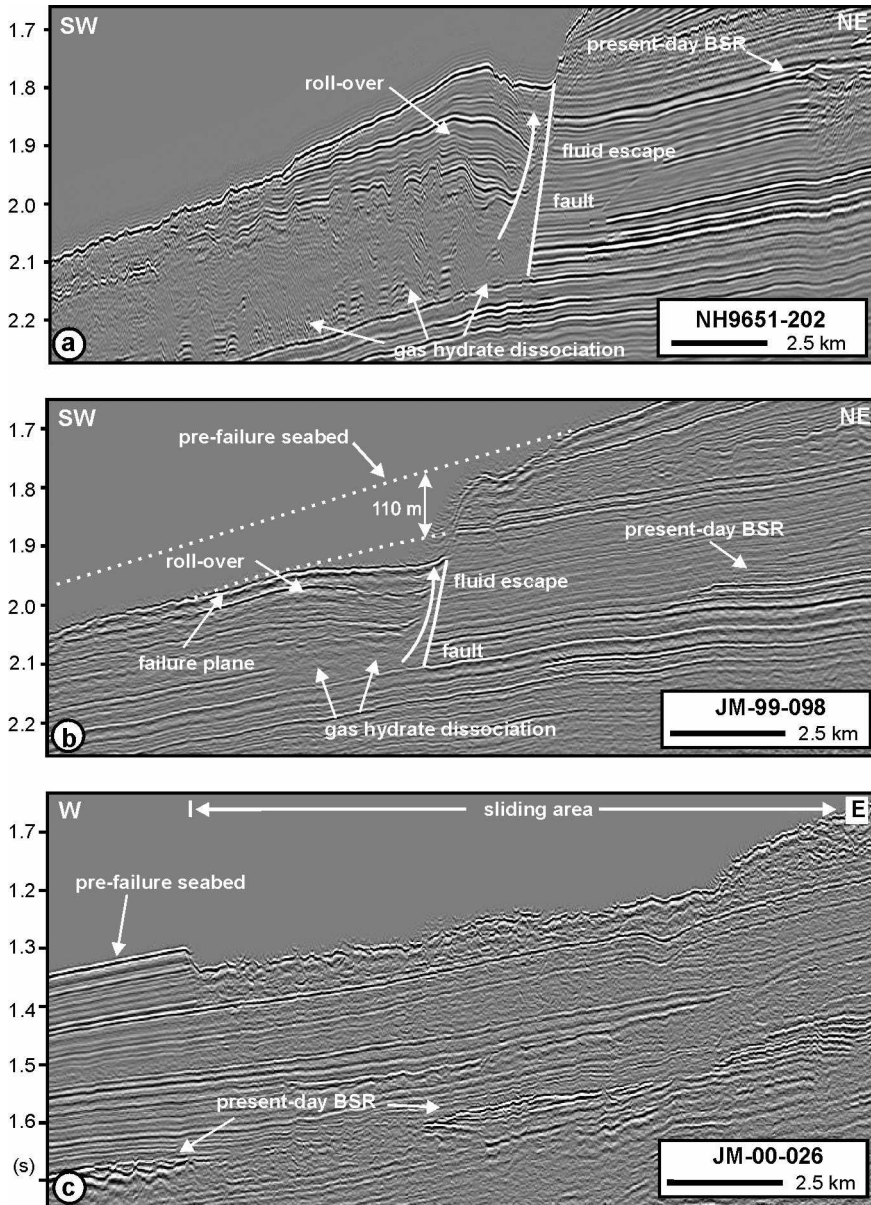 1.6
SW
NE
present-day BSR
1.7
roll-over
1.8
1.9
fluid escape
2.0
fault
2.1
NH9651-202
2.5 km
2.2
gas hydrate dissociation
a
SW
NE
1.7
pre-failure seabed
1.8
110 m
present-day BSR
1.9
roll-over
fluid escape
2.0
failure plane
fault
2.1
JM-99-098
2.5 km
2.2
gas hydrate dissociation
b
W
sliding area
E
1.7
pre-failure seabed
1.2
1.3
1.4
1.5
present-day BSR
1.6
JM-00-026
2.5 km
(s)
c